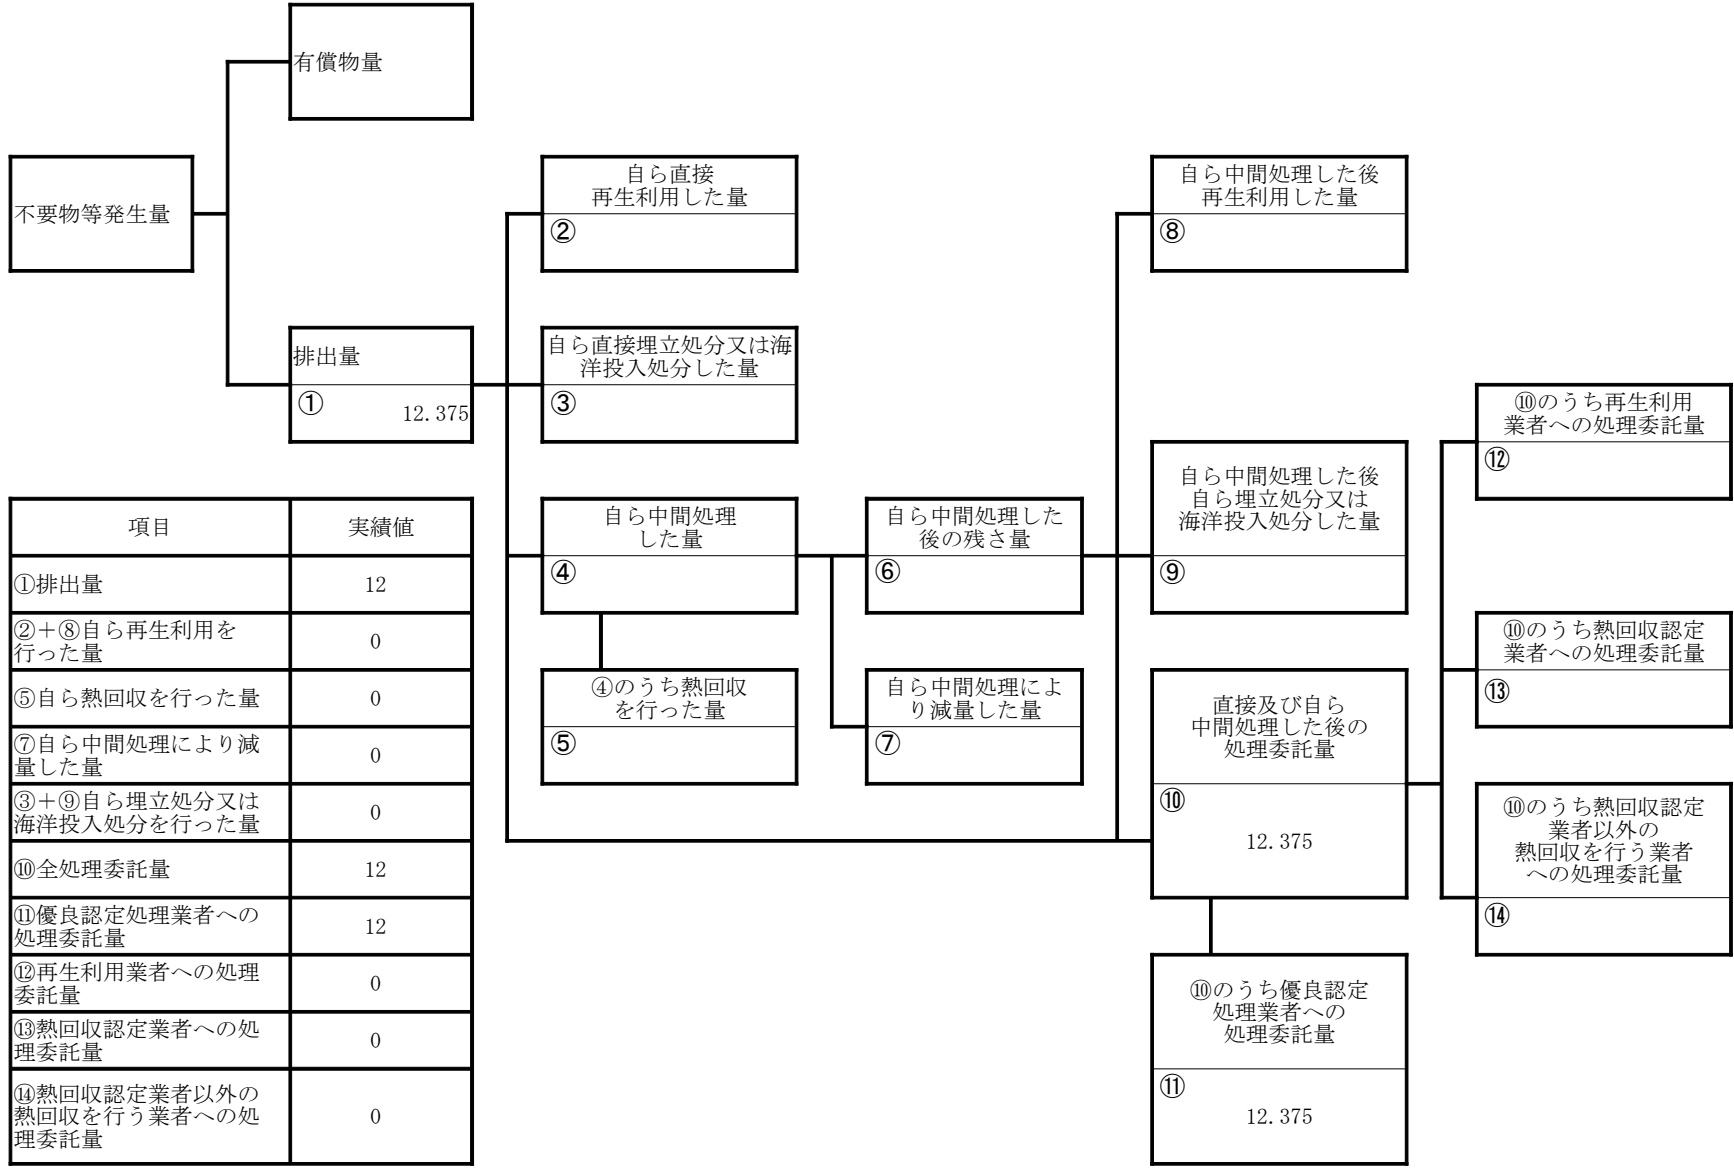 有償物量
不要物等発生量
排出量
①
12.375
自ら直接
再生利用した量
②
自ら直接埋立処分又は海
洋投入処分した量
③
自ら中間処理
した量
④
④のうち熱回収
を行った量
⑤
自ら中間処理した
後の残さ量
⑥
自ら中間処理によ
り減量した量
⑦
自ら中間処理した後
再生利用した量
⑧
自ら中間処理した後
自ら埋立処分又は
海洋投入処分した量
⑨
直接及び自ら
中間処理した後の
処理委託量
⑩
12.375
⑩のうち優良認定
処理業者への
処理委託量
⑪
12.375
⑩のうち再生利用
業者への処理委託量
⑫
⑩のうち熱回収認定
業者への処理委託量
⑬
⑩のうち熱回収認定
業者以外の
熱回収を行う業者
への処理委託量
⑭
項目 実績値
①排出量 12
②＋⑧自ら再生利用を
行った量 0
⑤自ら熱回収を行った量 0
⑦自ら中間処理により減
量した量 0
③＋⑨自ら埋立処分又は
海洋投入処分を行った量 0
⑩全処理委託量 12
⑪優良認定処理業者への
処理委託量 12
⑫再生利用業者への処理
委託量 0
⑬熱回収認定業者への処
理委託量 0
⑭熱回収認定業者以外の
熱回収を行う業者への処
理委託量 0